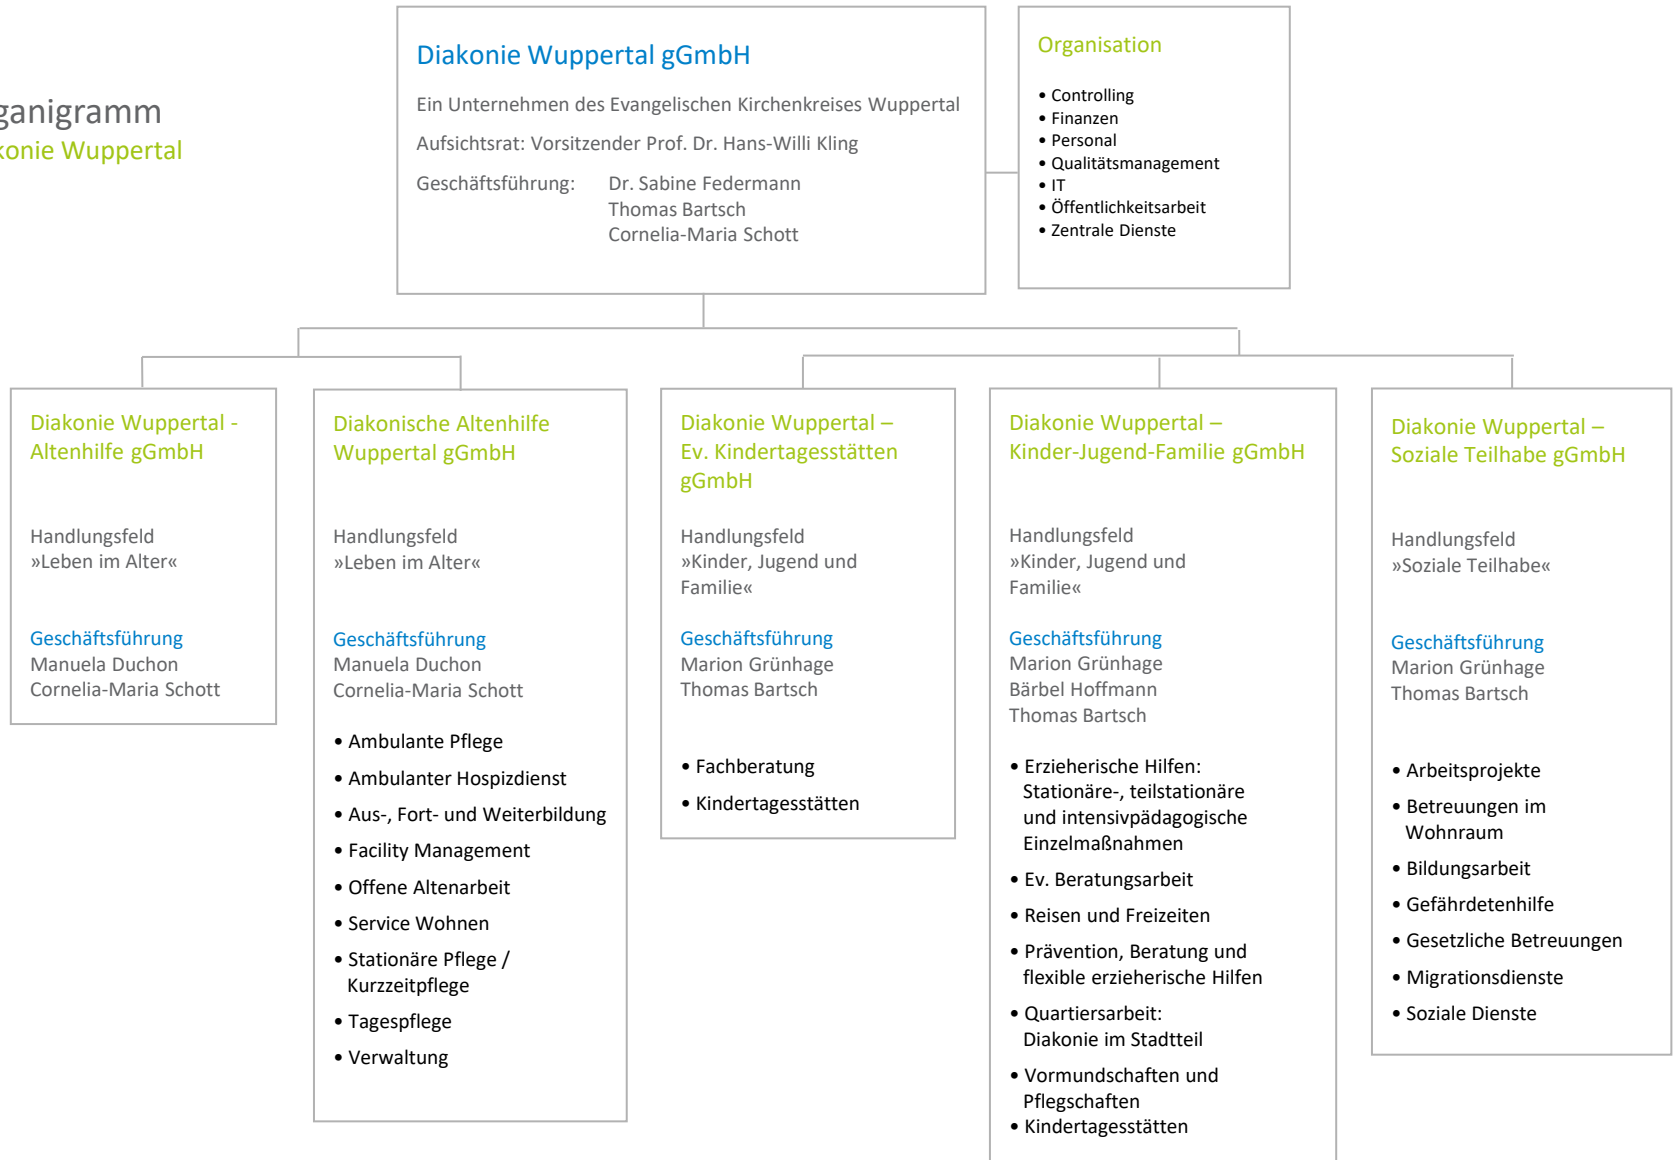 ganigramm
konie Wuppertal
Diakonie Wuppertal gGmbH
Ein Unternehmen des Evangelischen Kirchenkreises Wuppertal
Aufsichtsrat: Vorsitzender Prof. Dr. Hans-Willi Kling
Geschäftsführung: Dr. Sabine Federmann
Thomas Bartsch
Cornelia-Maria Schott
Organisation
• Controlling
• Finanzen
• Personal
• Qualitätsmanagement
• IT
• Öffentlichkeitsarbeit
• Zentrale Dienste
Diakonie Wuppertal -
Altenhilfe gGmbH
Handlungsfeld
»Leben im Alter«
Geschäftsführung
Manuela Duchon
Cornelia-Maria Schott
Diakonische Altenhilfe
Wuppertal gGmbH
Handlungsfeld
»Leben im Alter«
Geschäftsführung
Manuela Duchon
Cornelia-Maria Schott
• Ambulante Pflege
• Ambulanter Hospizdienst
• Aus-, Fort- und Weiterbildung
• Facility Management
• Offene Altenarbeit
• Service Wohnen
• Stationäre Pflege /
Kurzzeitpflege
• Tagespflege
• Verwaltung
Diakonie Wuppertal –
Ev. Kindertagesstätten
gGmbH
Handlungsfeld
»Kinder, Jugend und
Familie«
Geschäftsführung
Marion Grünhage
Thomas Bartsch
• Fachberatung
• Kindertagesstätten
Diakonie Wuppertal –
Kinder-Jugend-Familie gGmbH
Handlungsfeld
»Kinder, Jugend und
Familie«
Geschäftsführung
Marion Grünhage
Bärbel Hoffmann
Thomas Bartsch
• Erzieherische Hilfen:
Stationäre-, teilstationäre
und intensivpädagogische
Einzelmaßnahmen
• Ev. Beratungsarbeit
• Reisen und Freizeiten
• Prävention, Beratung und
flexible erzieherische Hilfen
• Quartiersarbeit:
Diakonie im Stadtteil
• Vormundschaften und
Pflegschaften
• Kindertagesstätten
Diakonie Wuppertal –
Soziale Teilhabe gGmbH
Handlungsfeld
»Soziale Teilhabe«
Geschäftsführung
Marion Grünhage
Thomas Bartsch
• Arbeitsprojekte
• Betreuungen im
Wohnraum
• Bildungsarbeit
• Gefährdetenhilfe
• Gesetzliche Betreuungen
• Migrationsdienste
• Soziale Dienste